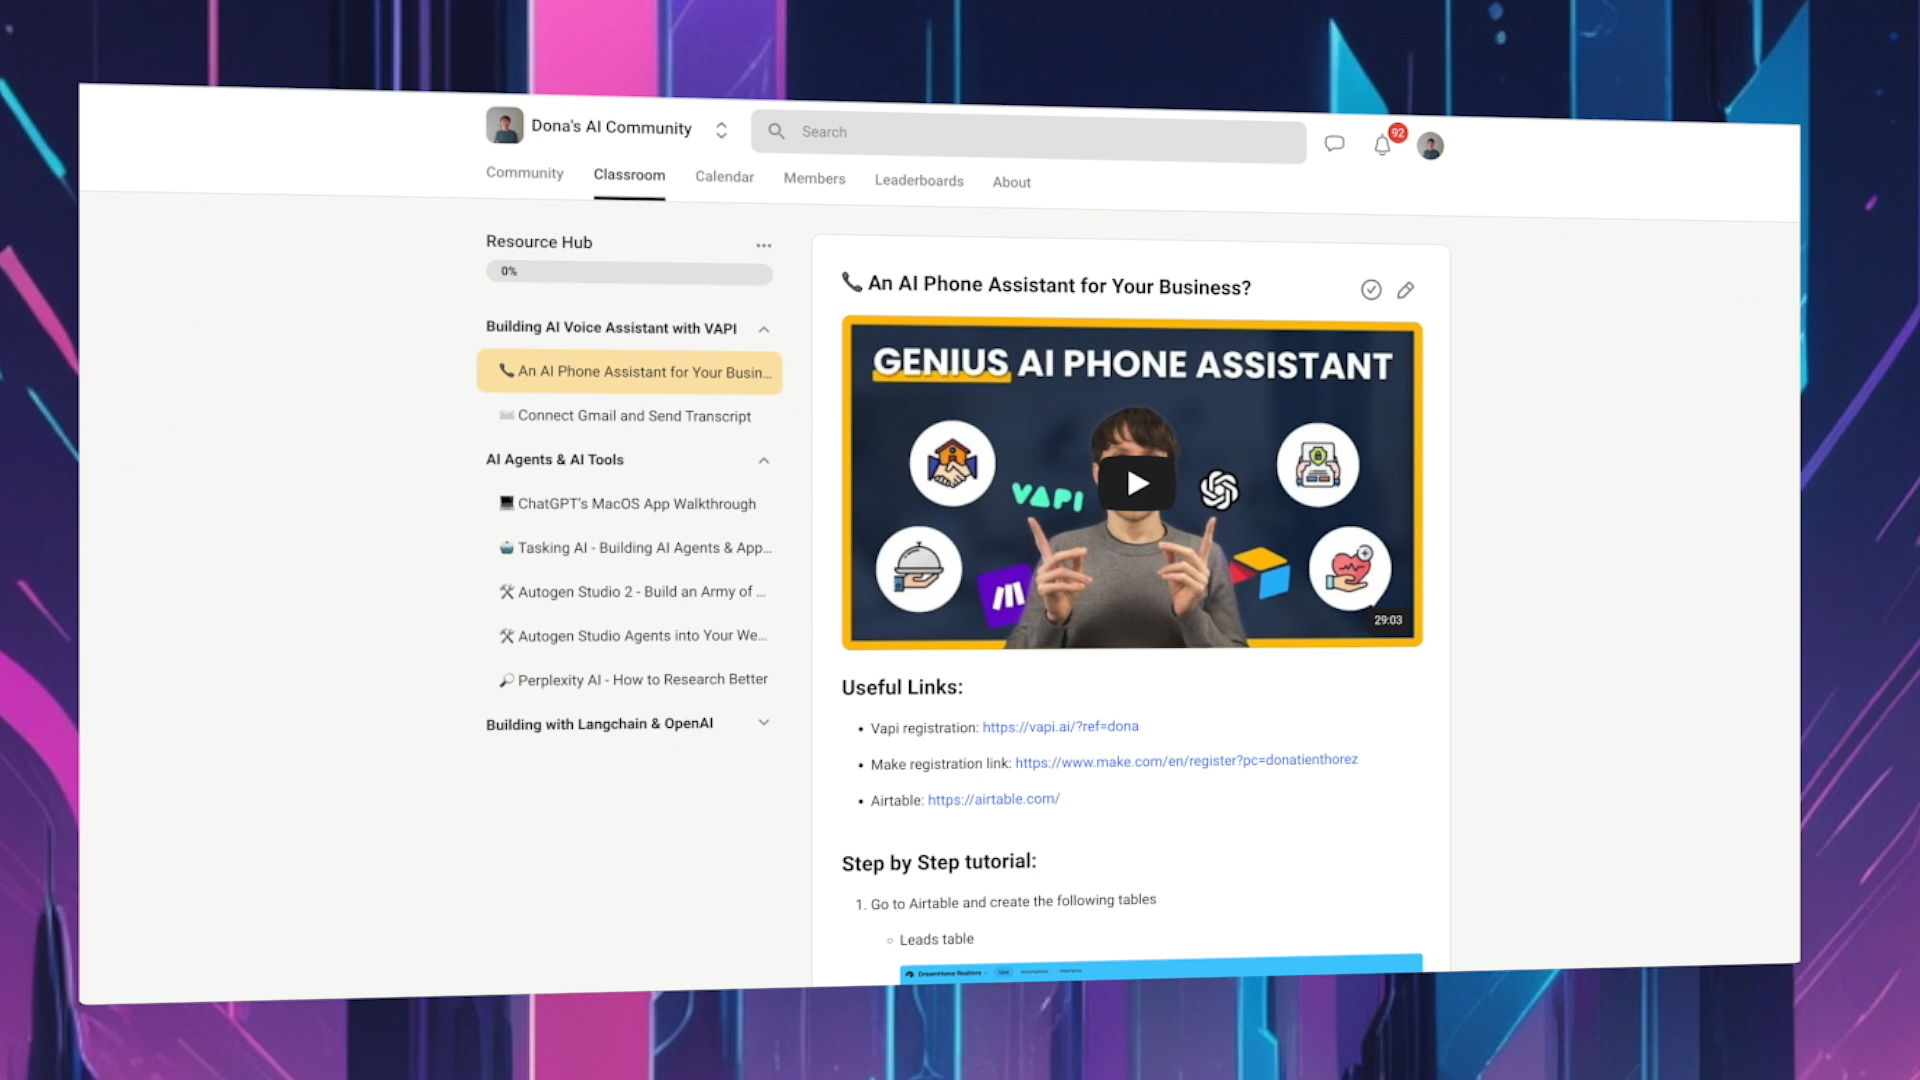 Dona's AI Community
Search
92
Community
Classroom
Calendar
Members
Leaderboards
About
Resource Hub
0%
Building AI Voice Assistant with VAPI
An AI Phone Assistant for Your Busin...
Connect Gmail and Send Transcript
AI Agents & AI Tools
ChatGPT's MacOS App Walkthrough
Tasking AI - Building AI Agents & App...
Autogen Studio 2 - Build an Army of ...
Autogen Studio Agents into Your We...
Perplexity AI - How to Research Better
Building with Langchain & OpenAI
An AI Phone Assistant for Your Business?
GENIUS AI PHONE ASSISTANT
VAPI
29:03
Useful Links:
• Vapi registration: https://vapi.ai/?ref=dona
• Make registration link: https://www.make.com/en/register?pc=donatienthorez
• Airtable: https://airtable.com/
Step by Step tutorial:
1. Go to Airtable and create the following tables
Leads table
DreamHome Realtors
Data
Automations
Interfaces